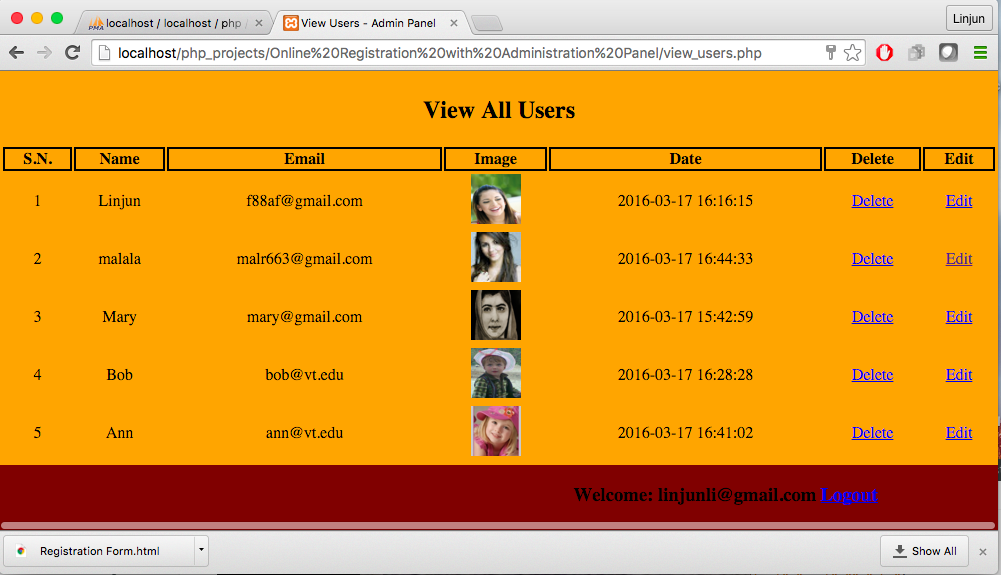 localhost / localhost / php
View Users - Admin Panel
Linjun
localhost/php_projects/Online%20Registration%20with%20Administration%20Panel/view_users.php
View All Users
S.N. Name Email Image Date Delete Edit
1 Linjun f88af@gmail.com 2016-03-17 16:16:15 Delete Edit
2 malala malr663@gmail.com 2016-03-17 16:44:33 Delete Edit
3 Mary mary@gmail.com 2016-03-17 15:42:59 Delete Edit
4 Bob bob@vt.edu 2016-03-17 16:28:28 Delete Edit
5 Ann ann@vt.edu 2016-03-17 16:41:02 Delete Edit
Welcome: linjunli@gmail.com Logout
Registration Form.html
Show All